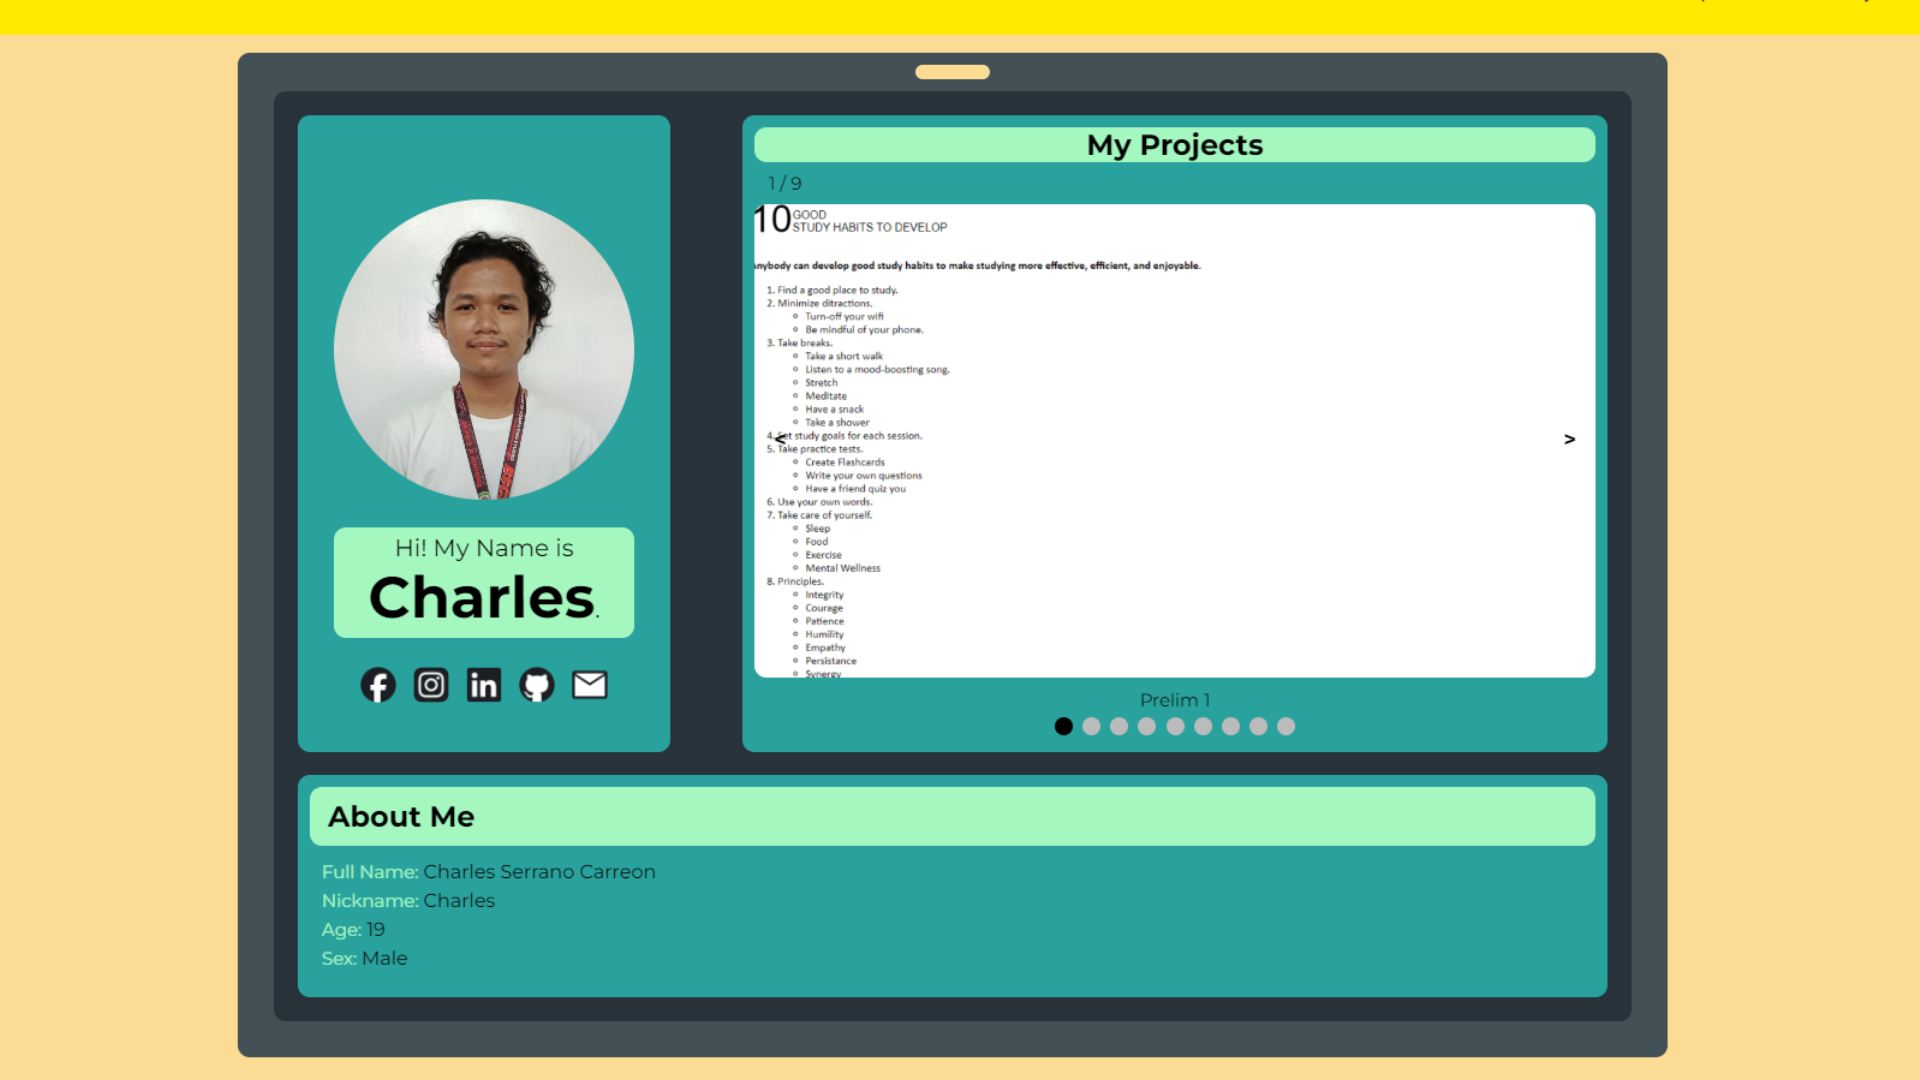 Hi! My Name is
Charles.
My Projects
1 / 9
10 GOOD
STUDY HABITS TO DEVELOP
nybody can develop good study habits to make studying more effective, efficient, and enjoyable.
1. Find a good place to study.
2. Minimize ditractions.
Turn-off your wifi
Be mindful of your phone.
3. Take breaks.
Take a short walk
Listen to a mood-boosting song.
Stretch
Meditate
Have a snack
Take a shower
4. Set study goals for each session.
< >
5. Take practice tests.
Create Flashcards
Write your own questions
Have a friend quiz you
6. Use your own words.
7. Take care of yourself.
Sleep
Food
Exercise
Mental Wellness
8. Principles.
Integrity
Courage
Patience
Humility
Empathy
Persistance
Synergy
Prelim 1
About Me
Full Name: Charles Serrano Carreon
Nickname: Charles
Age: 19
Sex: Male